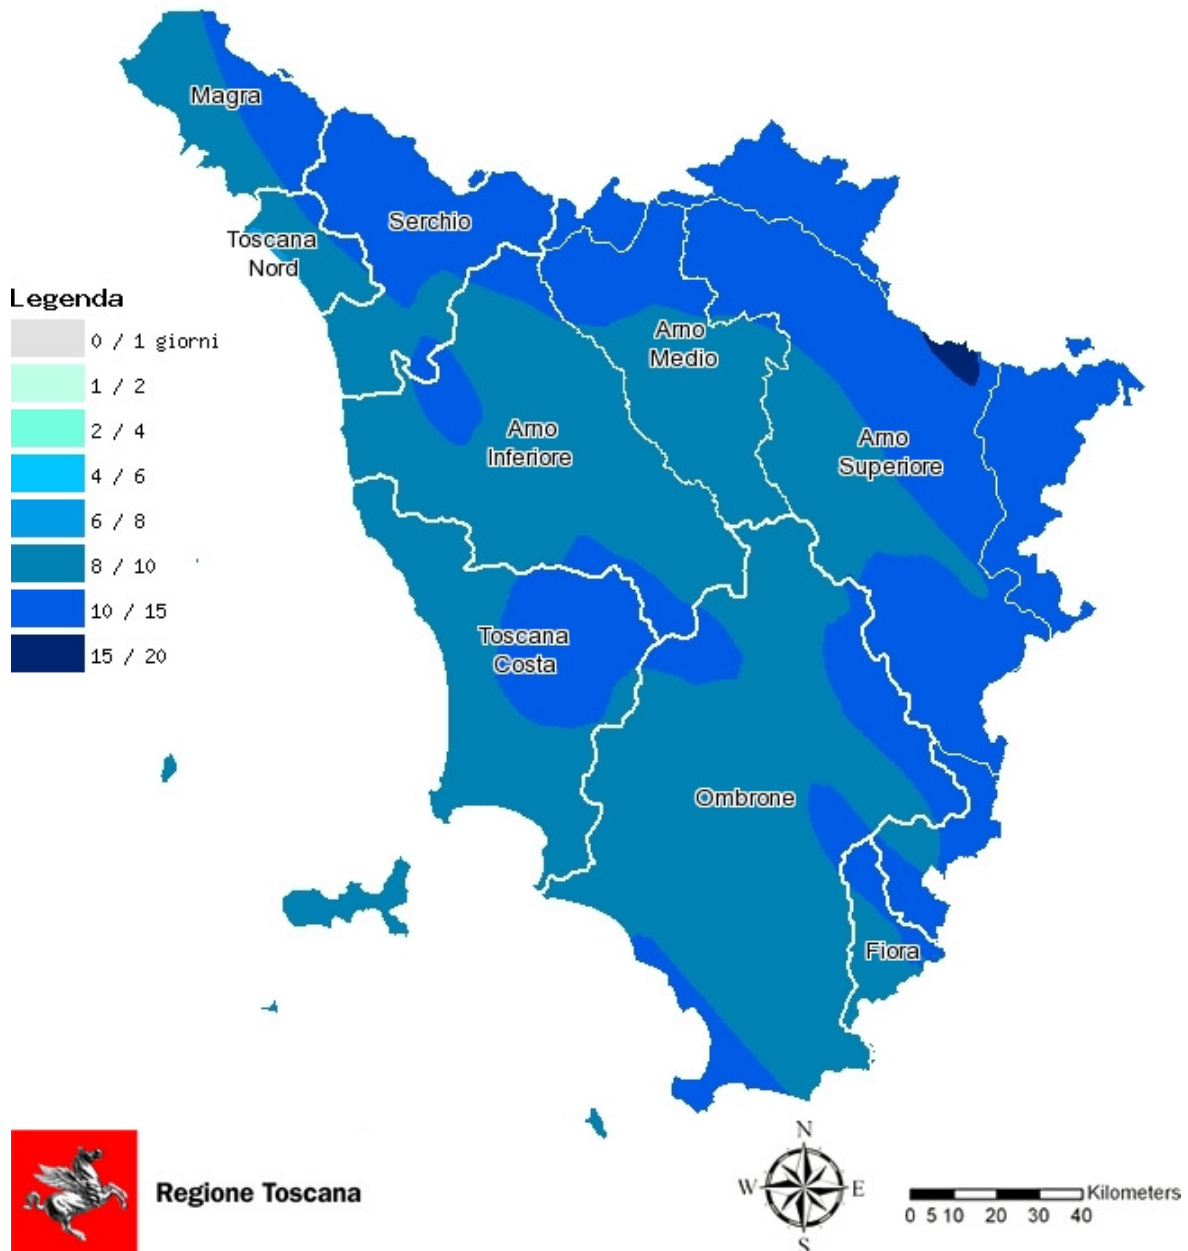 Magra
Serchio
Toscana
Nord
Legenda
0 / 1 giorni
1 / 2
2 / 4
4 / 6
6 / 8
8 / 10
10 / 15
15 / 20
Arno
Medio
Arno
Inferiore
Arno
Superiore
Toscana
Costa
Ombrone
Fiora
Regione Toscana
N
W
E
S
Kilometers
0 5 10 20 30 40